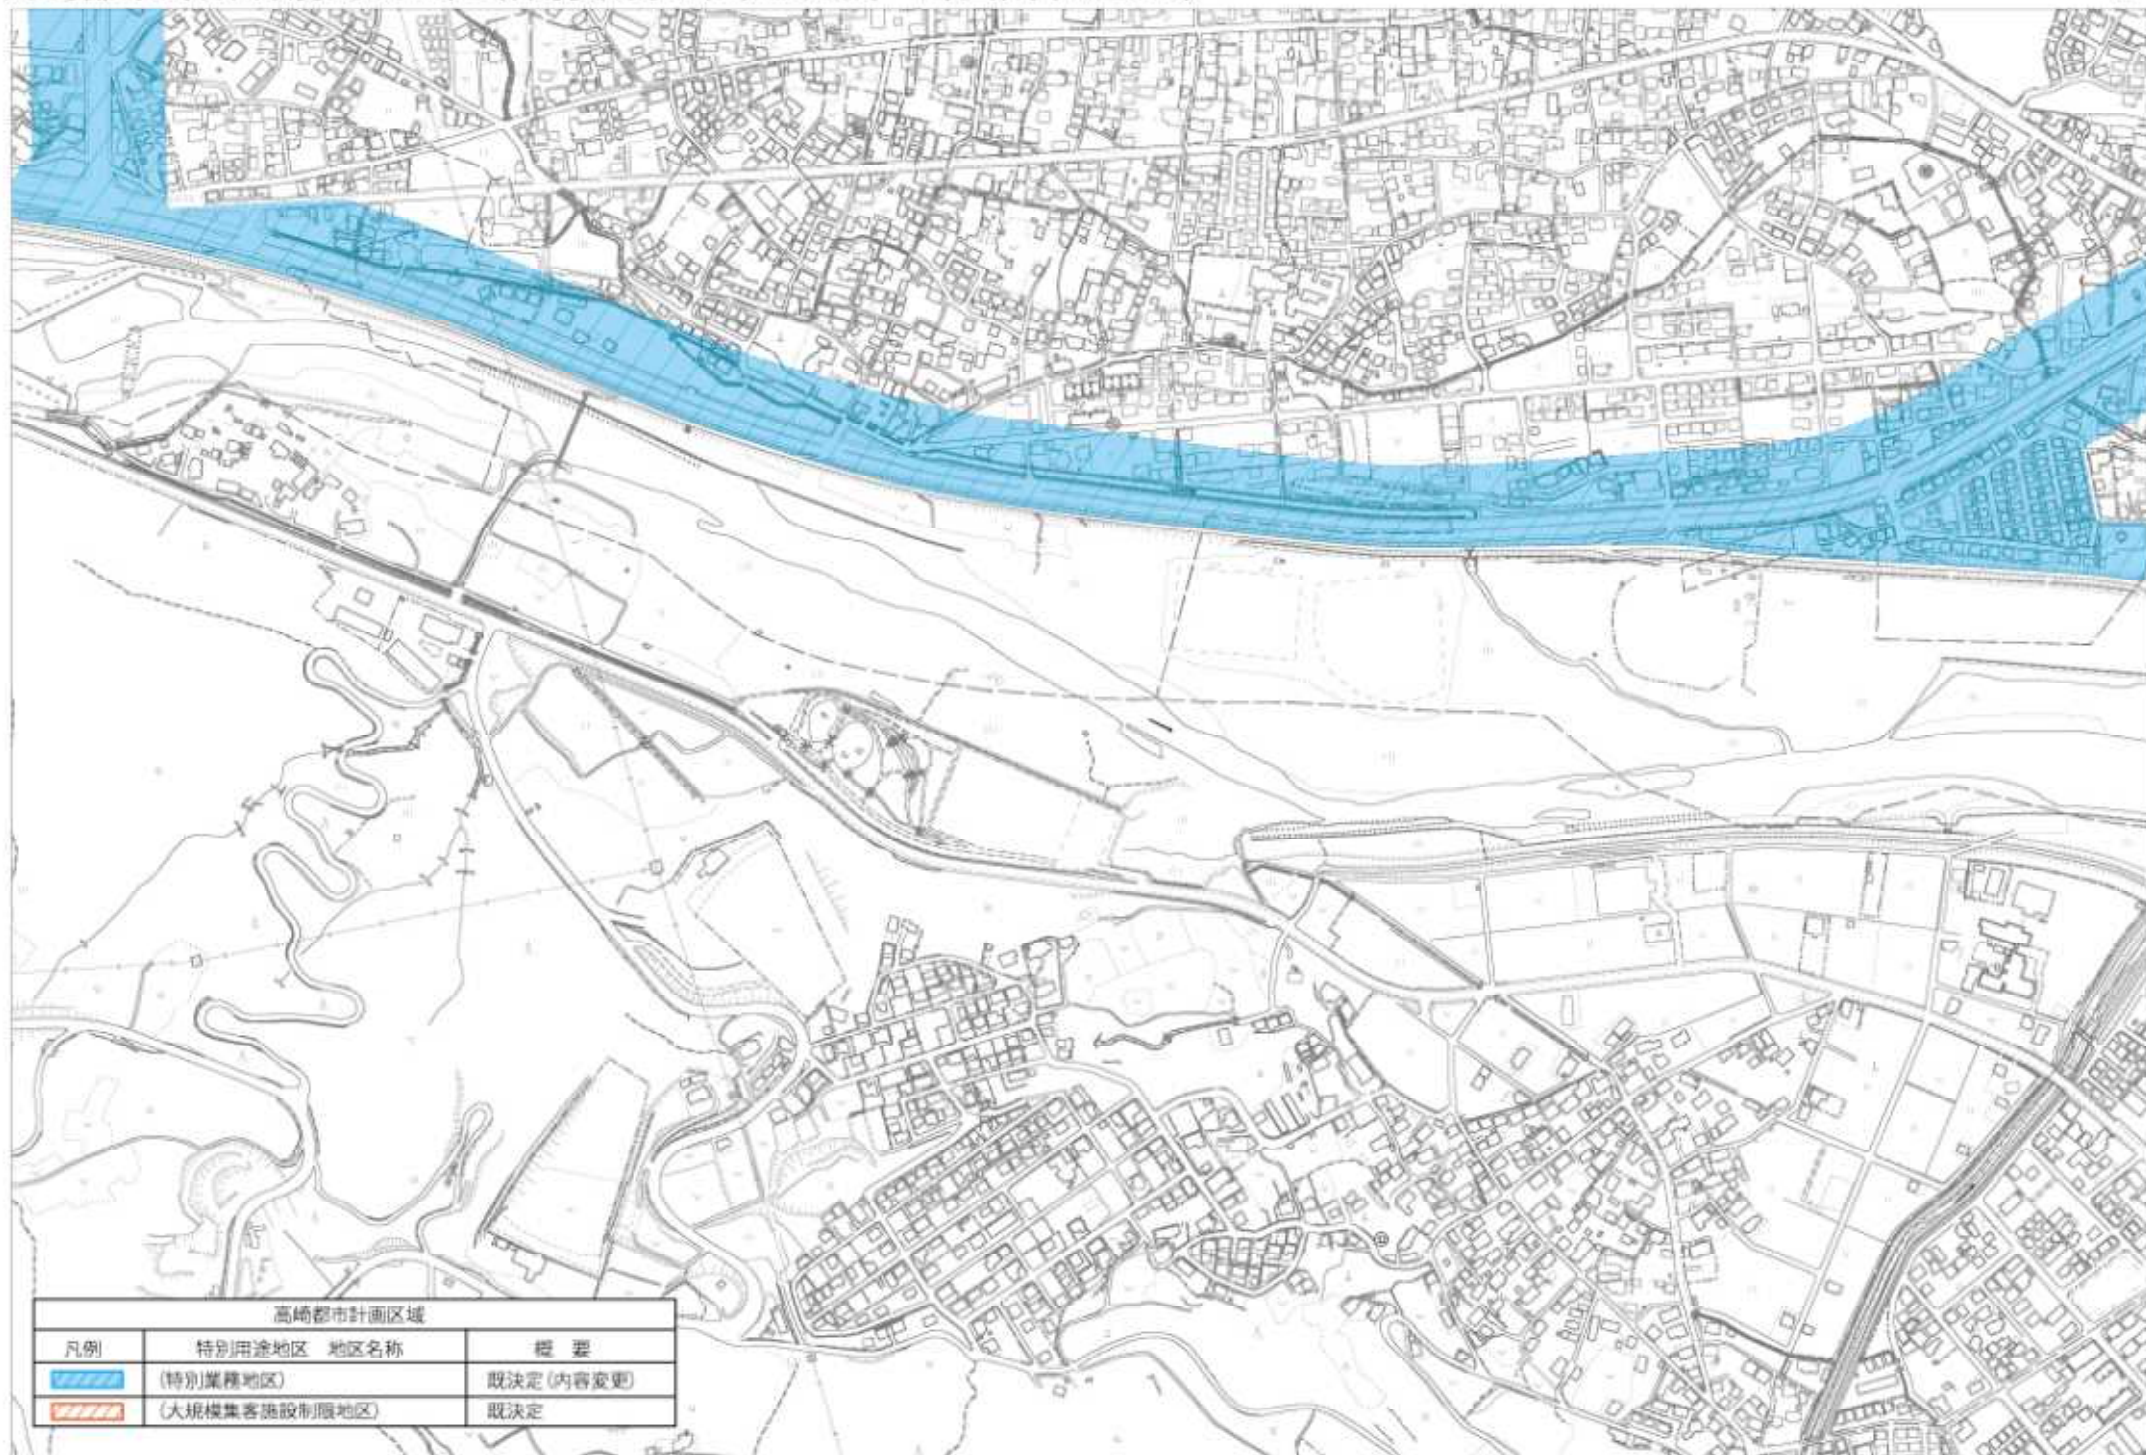 高崎都市計画区域
凡例 特別用途地区 地区名称 概 要
(特別業務地区) 既決定(内容変更)
(大規模集客施設制限地区) 既決定